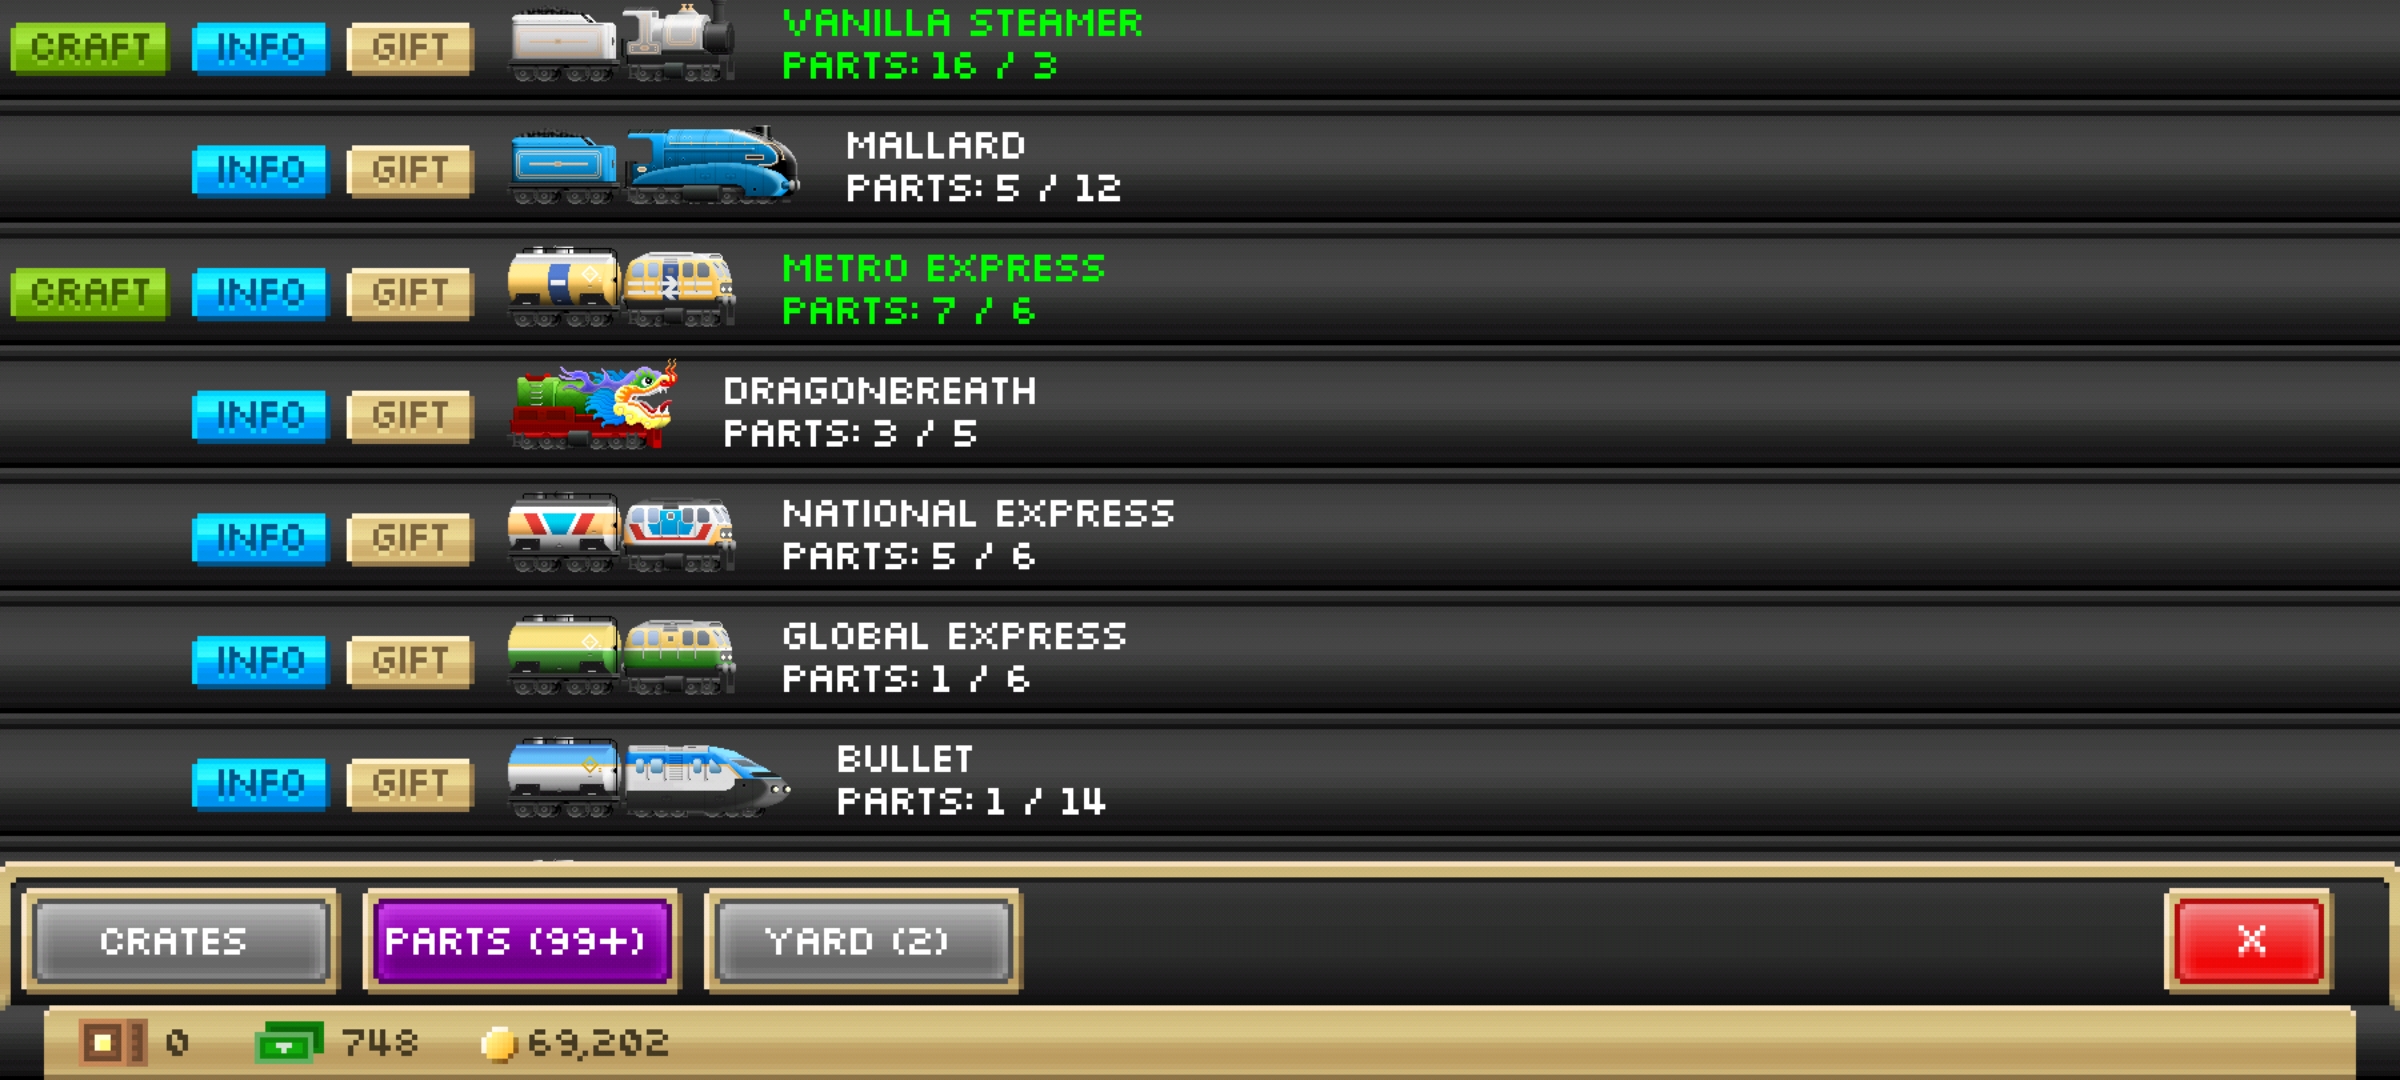 CRAFT INFO GIFT VANILLA STEAMER
PARTS: 16 / 3
INFO GIFT MALLARD
PARTS: 5 / 12
CRAFT INFO GIFT METRO EXPRESS
PARTS: 7 / 6
INFO GIFT DRAGONBREATH
PARTS: 3 / 5
INFO GIFT NATIONAL EXPRESS
PARTS: 5 / 6
INFO GIFT GLOBAL EXPRESS
PARTS: 1 / 6
INFO GIFT BULLET
PARTS: 1 / 14
CRATES PARTS (99+) YARD (2) X
0 748 69,202